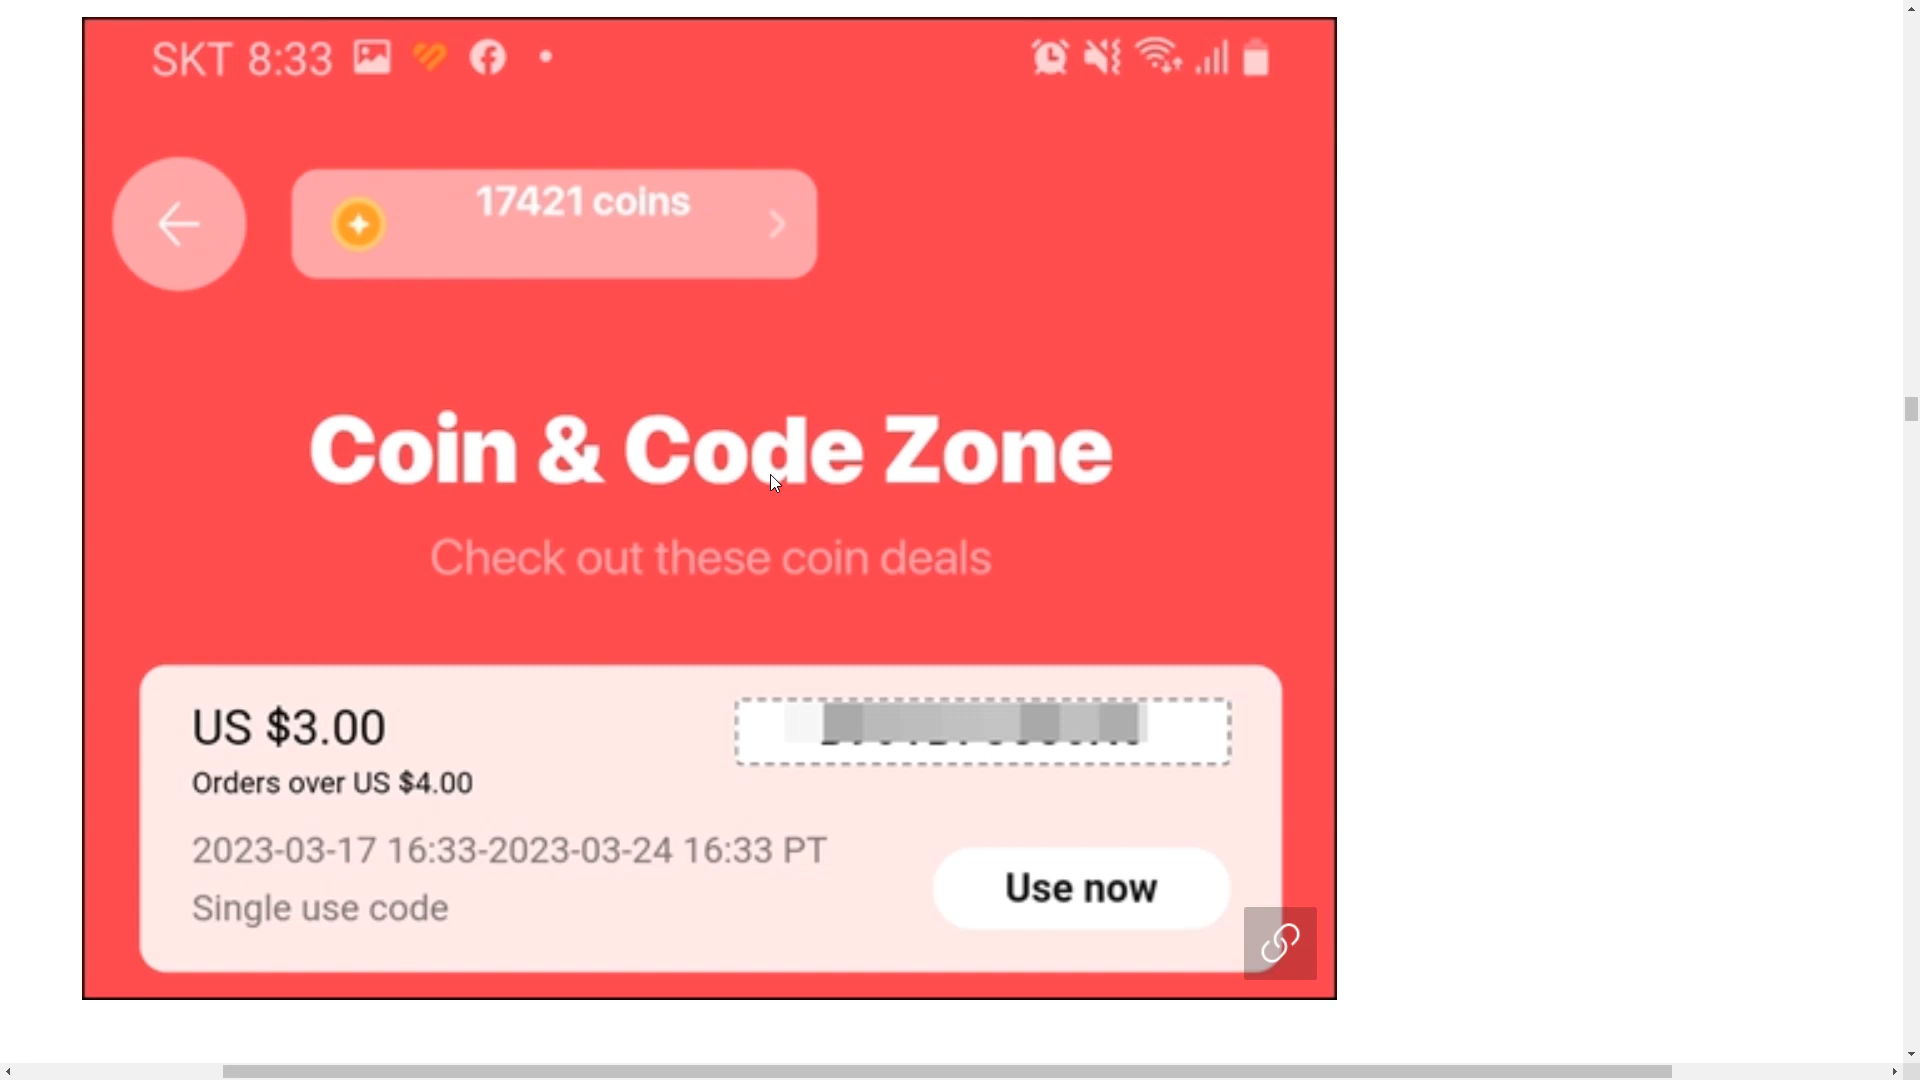 SKT 8:33
17421 coins
Coin & Code Zone
Check out these coin deals
US $3.00
Orders over US $4.00
2023-03-17 16:33-2023-03-24 16:33 PT
Single use code
Use now